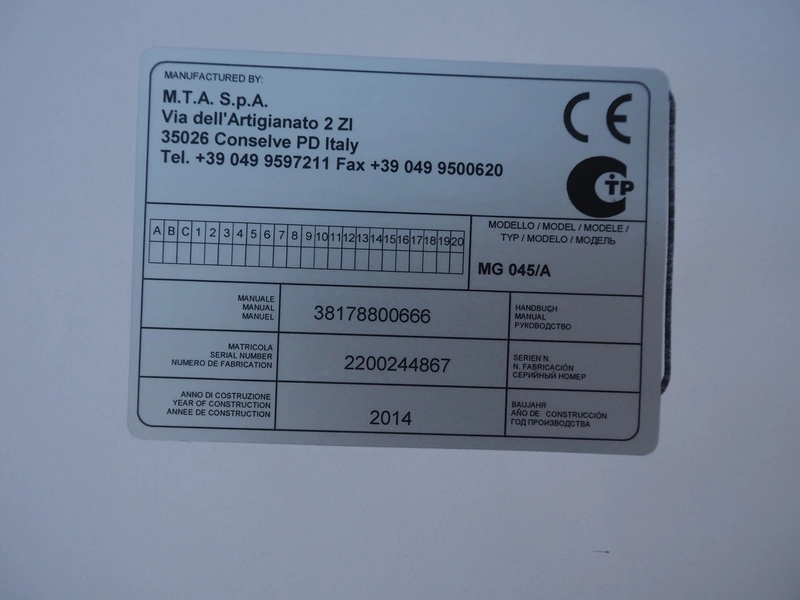 MANUFACTURED BY:
M.T.A. S.p.A.
Via dell'Artigianato 2 ZI
35026 Conselve PD Italy
Tel. +39 049 9597211 Fax +39 049 9500620
CE
CTP
A B C 1 2 3 4 5 6 7 8 9 10 11 12 13 14 15 16 17 18 19 20
MODELLO / MODEL / MODELE /
TYP / MODELO / МОДЕЛЬ
MG 045/A
MANUALE
MANUAL
MANUEL
38178800666
HANDBUCH
MANUAL
РУКОВОДСТВО
MATRICOLA
SERIAL NUMBER
NUMERO DE FABRICATION
2200244867
SERIEN N.
N. FABRICACIÓN
СЕРИЙНЫЙ НОМЕР
ANNO DI COSTRUZIONE
YEAR OF CONSTRUCTION
ANNEE DE CONSTRUCTION
2014
BAUJAHR
AÑO DE CONSTRUCCIÓN
ГОД ПРОИЗВОДСТВА